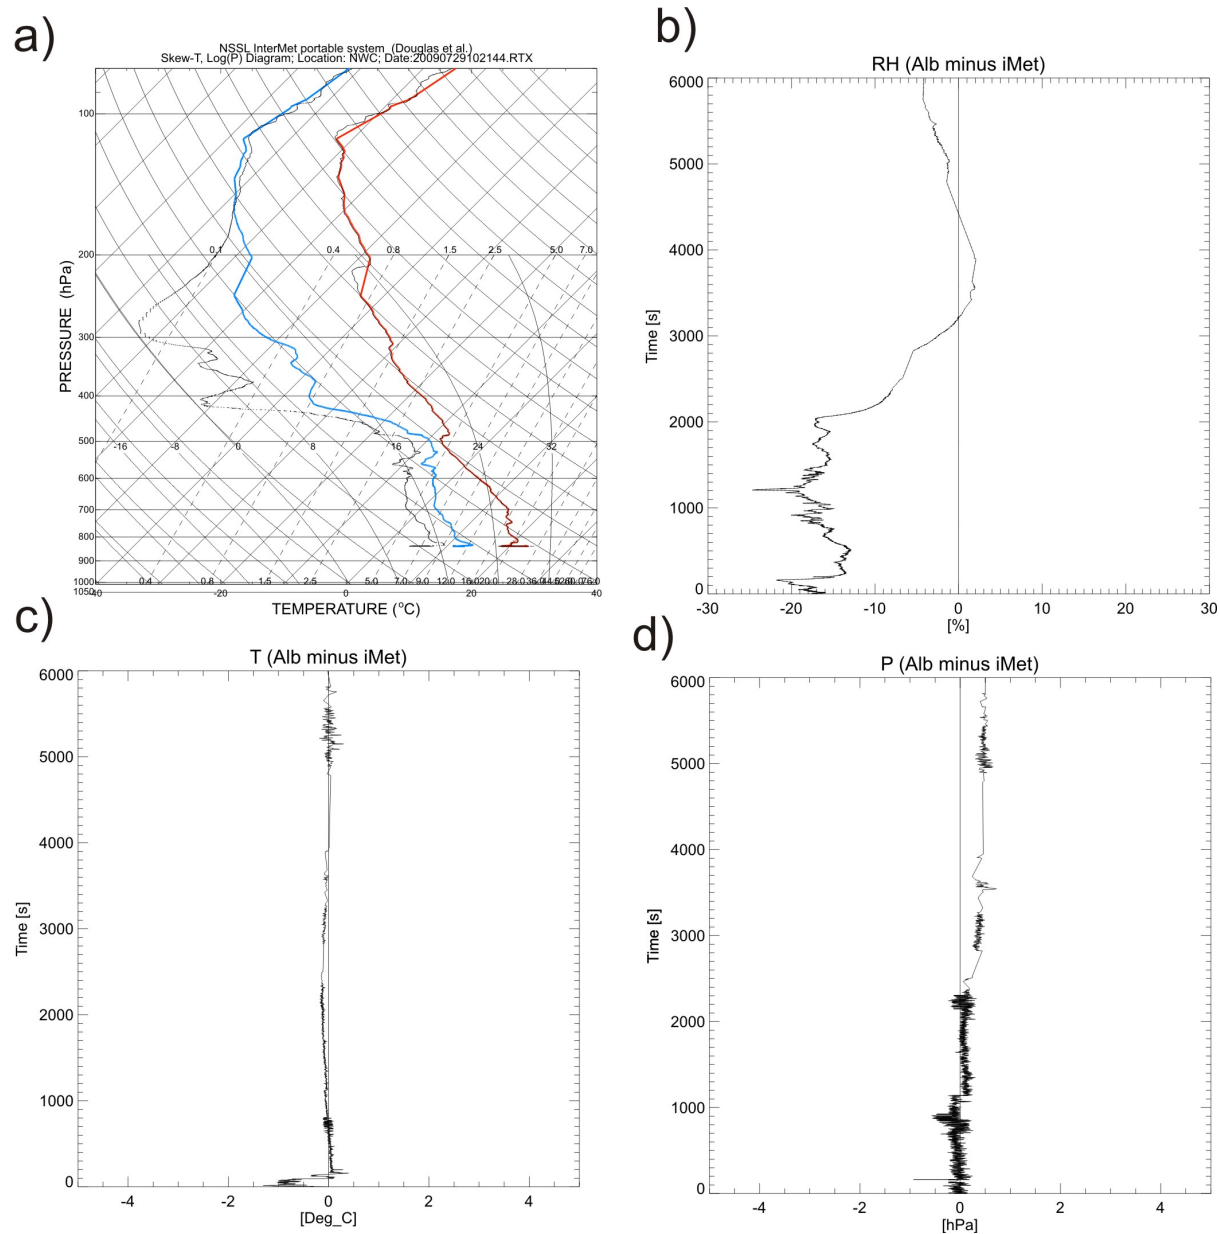 a)
NSSL InterMet portable system (Douglas et al.)
Skew-T, Log(P) Diagram; Location: NWC; Date:20090729102144.RTX
PRESSURE (hPa)
100
200
300
400
500
600
700
800
900
1000
1050
0.1 0.4 0.8 1.5 2.5 5.0 7.0
-16 -8 0 8 16 24 32
0.4 0.8 1.5 2.5 5.0 7.0 9.0 12.0 16.0 20.0 28.0
-40 -20 0 20 40
TEMPERATURE (°C)
b)
RH (Alb minus iMet)
Time [s]
6000
5000
4000
3000
2000
1000
0
-30 -20 -10 0 10 20 30
[%]
c)
T (Alb minus iMet)
Time [s]
6000
5000
4000
3000
2000
1000
0
-4 -2 0 2 4
[Deg_C]
d)
P (Alb minus iMet)
Time [s]
6000
5000
4000
3000
2000
1000
0
-4 -2 0 2 4
[hPa]